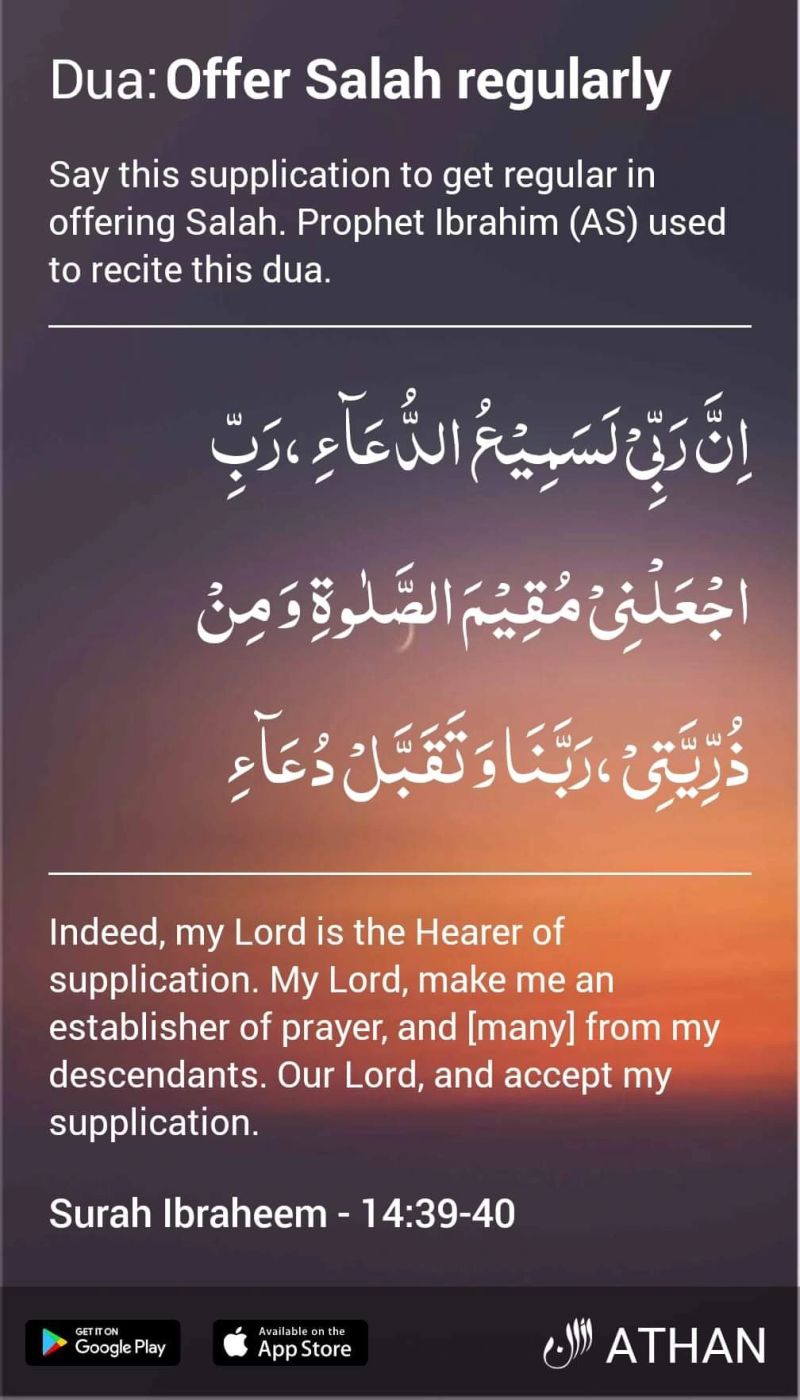 Dua: Offer Salah regularly
Say this supplication to get regular in
offering Salah. Prophet Ibrahim (AS) used
to recite this dua.
اِنَّ رَبِّیْ لَسَمِیْعُ الدُّعَآءِ ،رَبِّ
اجْعَلْنِیْ مُقِیْمَ الصَّلٰوةِ وَ مِنْ
ذُرِّیَّتِیْ ،رَبَّنَا وَ تَقَبَّلْ دُعَآءِ
Indeed, my Lord is the Hearer of
supplication. My Lord, make me an
establisher of prayer, and [many] from my
descendants. Our Lord, and accept my
supplication.
Surah Ibraheem - 14:39-40
GET IT ON
Google Play
Available on the
App Store
ATHAN